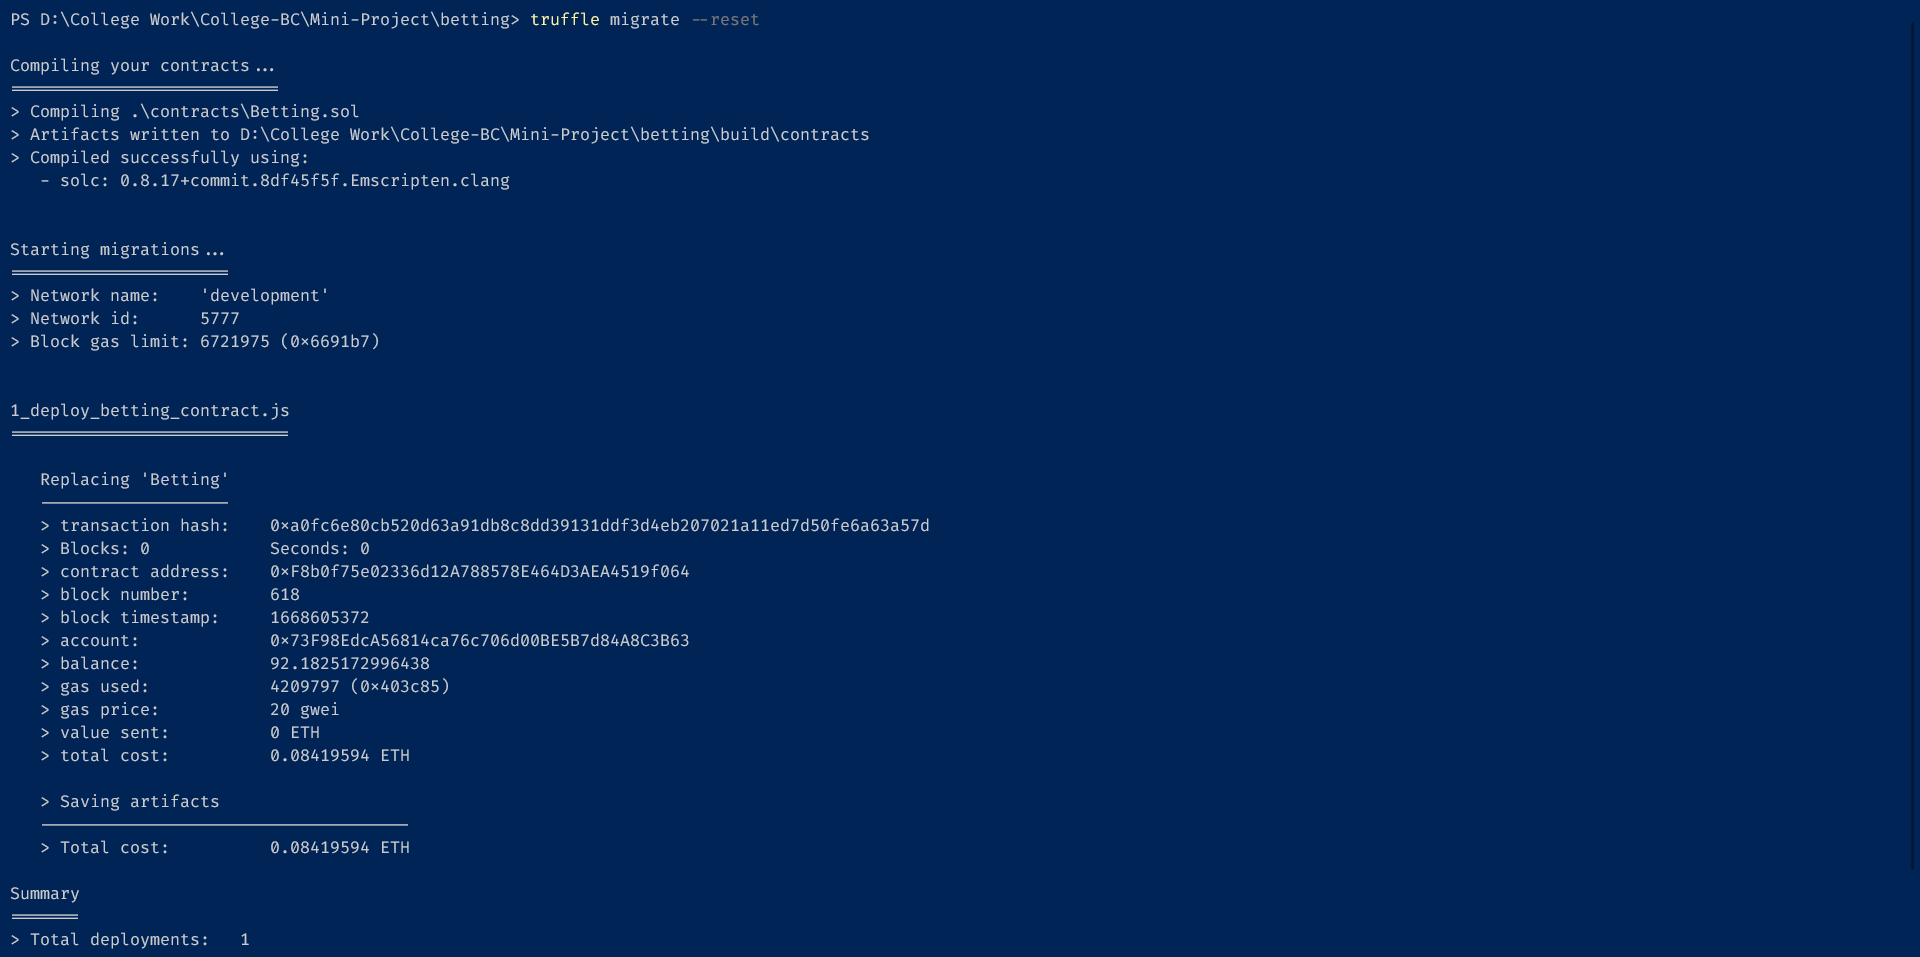 PS D:\College Work\College-BC\Mini-Project\betting> truffle migrate --reset
Compiling your contracts...
===========================
> Compiling .\contracts\Betting.sol
> Artifacts written to D:\College Work\College-BC\Mini-Project\betting\build\contracts
> Compiled successfully using:
   - solc: 0.8.17+commit.8df45f5f.Emscripten.clang
Starting migrations...
======================
> Network name:    'development'
> Network id:      5777
> Block gas limit: 6721975 (0x6691b7)
1_deploy_betting_contract.js
============================
   Replacing 'Betting'
   -------------------
   > transaction hash:    0xa0fc6e80cb520d63a91db8c8dd39131ddf3d4eb207021a11ed7d50fe6a63a57d
   > Blocks: 0            Seconds: 0
   > contract address:    0xF8b0f75e02336d12A788578E464D3AEA4519f064
   > block number:        618
   > block timestamp:     1668605372
   > account:             0x73F98EdcA56814ca76c706d00BE5B7d84A8C3B63
   > balance:             92.1825172996438
   > gas used:            4209797 (0x403c85)
   > gas price:           20 gwei
   > value sent:          0 ETH
   > total cost:          0.08419594 ETH
   > Saving artifacts
   -------------------------------------
   > Total cost:          0.08419594 ETH
Summary
=======
> Total deployments:   1